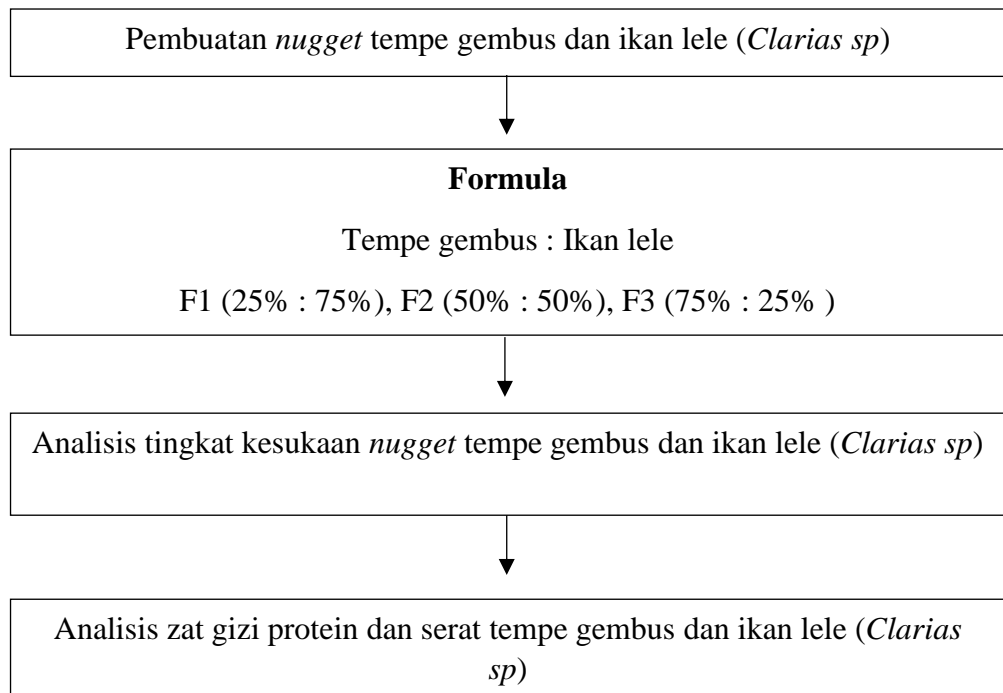 Pembuatan nugget tempe gembus dan ikan lele (Clarias sp)
Formula
Tempe gembus : Ikan lele
F1 (25% : 75%), F2 (50% : 50%), F3 (75% : 25% )
Analisis tingkat kesukaan nugget tempe gembus dan ikan lele (Clarias sp)
Analisis zat gizi protein dan serat tempe gembus dan ikan lele (Clarias
sp)